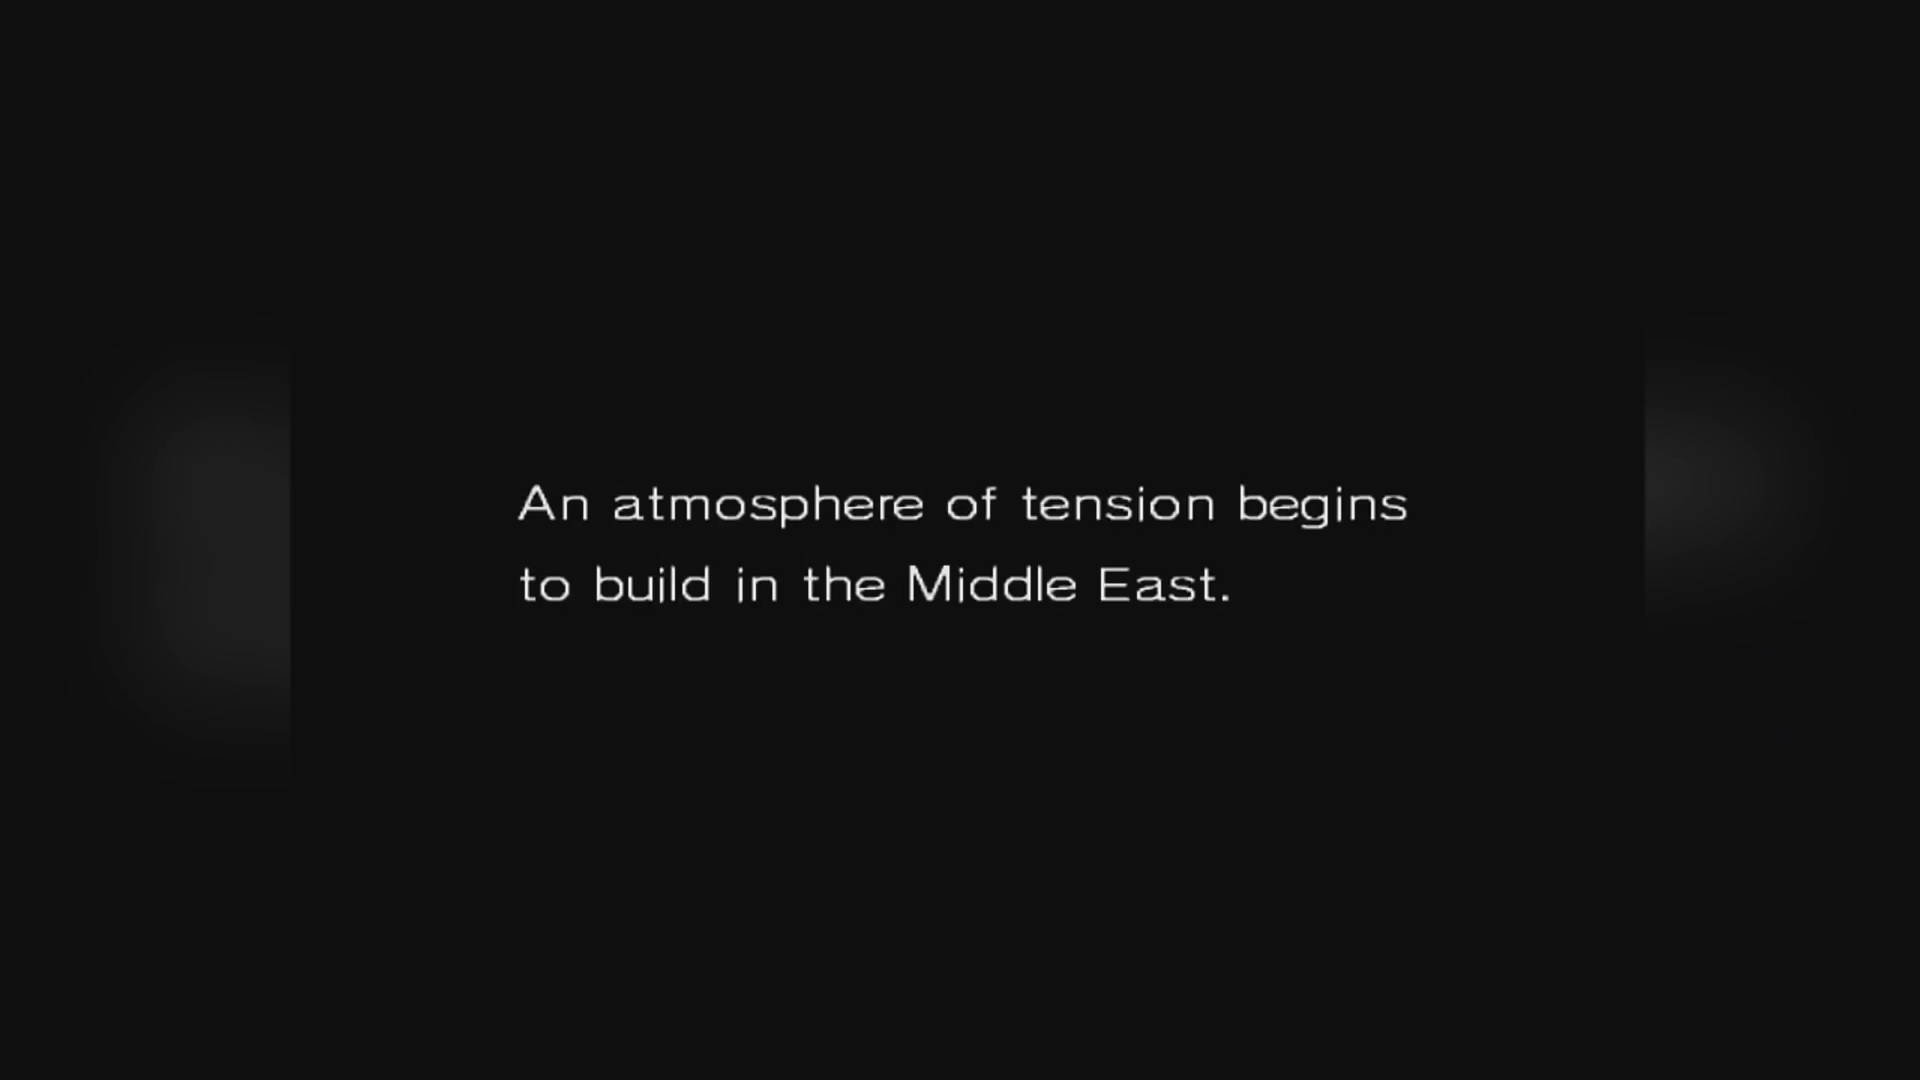 An atmosphere of tension begins
to build in the Middle East.